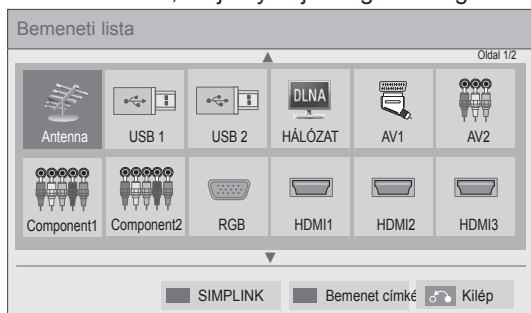 Bemeneti lista
Oldal 1/2
DLNA
Antenna USB 1 USB 2 HÁLÓZAT AV1 AV2
Component1 Component2 RGB HDMI1 HDMI2 HDMI3
SIMPLINK Bemenet címké Kilép